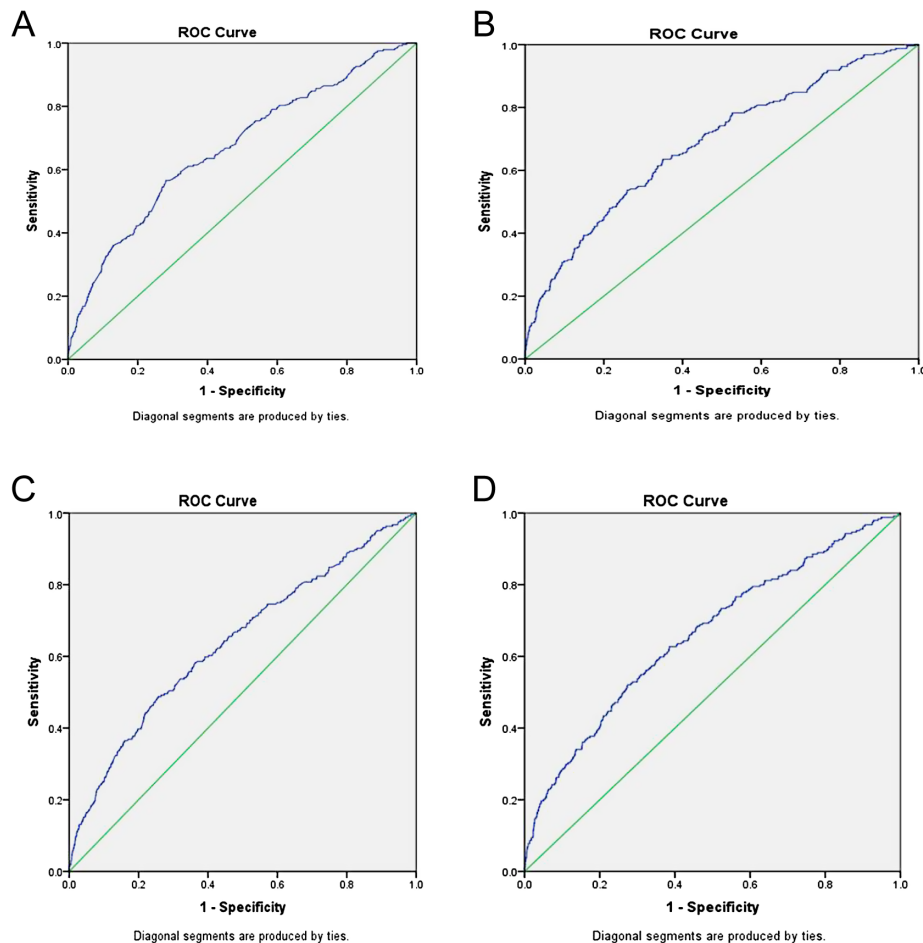 A
ROC Curve
1.0
0.8
0.6
0.4
0.2
0.0
Sensitivity
0.0 0.2 0.4 0.6 0.8 1.0
1 - Specificity
Diagonal segments are produced by ties.
B
ROC Curve
1.0
0.8
0.6
0.4
0.2
0.0
Sensitivity
0.0 0.2 0.4 0.6 0.8 1.0
1 - Specificity
Diagonal segments are produced by ties.
C
ROC Curve
1.0
0.8
0.6
0.4
0.2
0.0
Sensitivity
0.0 0.2 0.4 0.6 0.8 1.0
1 - Specificity
Diagonal segments are produced by ties.
D
ROC Curve
1.0
0.8
0.6
0.4
0.2
0.0
Sensitivity
0.0 0.2 0.4 0.6 0.8 1.0
1 - Specificity
Diagonal segments are produced by ties.